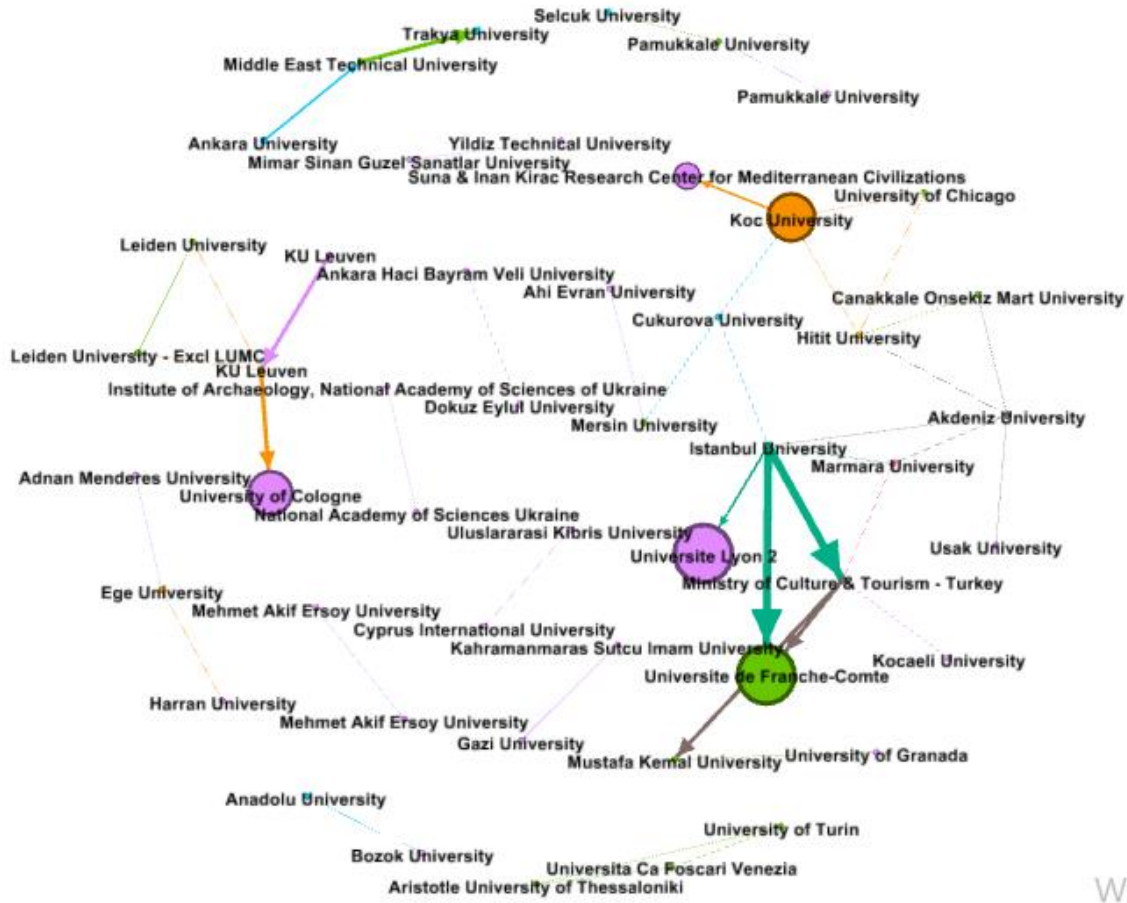 Selcuk University
Trakya University
Pamukkale University
Middle East Technical University
Pamukkale University
Ankara University
Yildiz Technical University
Mimar Sinan Guzel Sanatlar University
Suna & Inan Kirac Research Center for Mediterranean Civilizations
University of Chicago
Koc University
Leiden University
KU Leuven
Ankara Haci Bayram Veli University
Ahi Evran University
Canakkale Onsekiz Mart University
Cukurova University
Hitit University
Leiden University - Excl LUMC
KU Leuven
Institute of Archaeology, National Academy of Sciences of Ukraine
Dokuz Eylul University
Akdeniz University
Mersin University
Istanbul University
Marmara University
Adnan Menderes University
University of Cologne
National Academy of Sciences Ukraine
Uluslararasi Kibris University
Usak University
Universite Lyon 2
Ministry of Culture & Tourism - Turkey
Ege University
Mehmet Akif Ersoy University
Cyprus International University
Kahramanmaras Sutcu Imam University
Kocaeli University
Universite de Franche-Comte
Harran University
Mehmet Akif Ersoy University
Gazi University
University of Granada
Mustafa Kemal University
Anadolu University
University of Turin
Bozok University
Universita Ca Foscari Venezia
Aristotle University of Thessaloniki
W